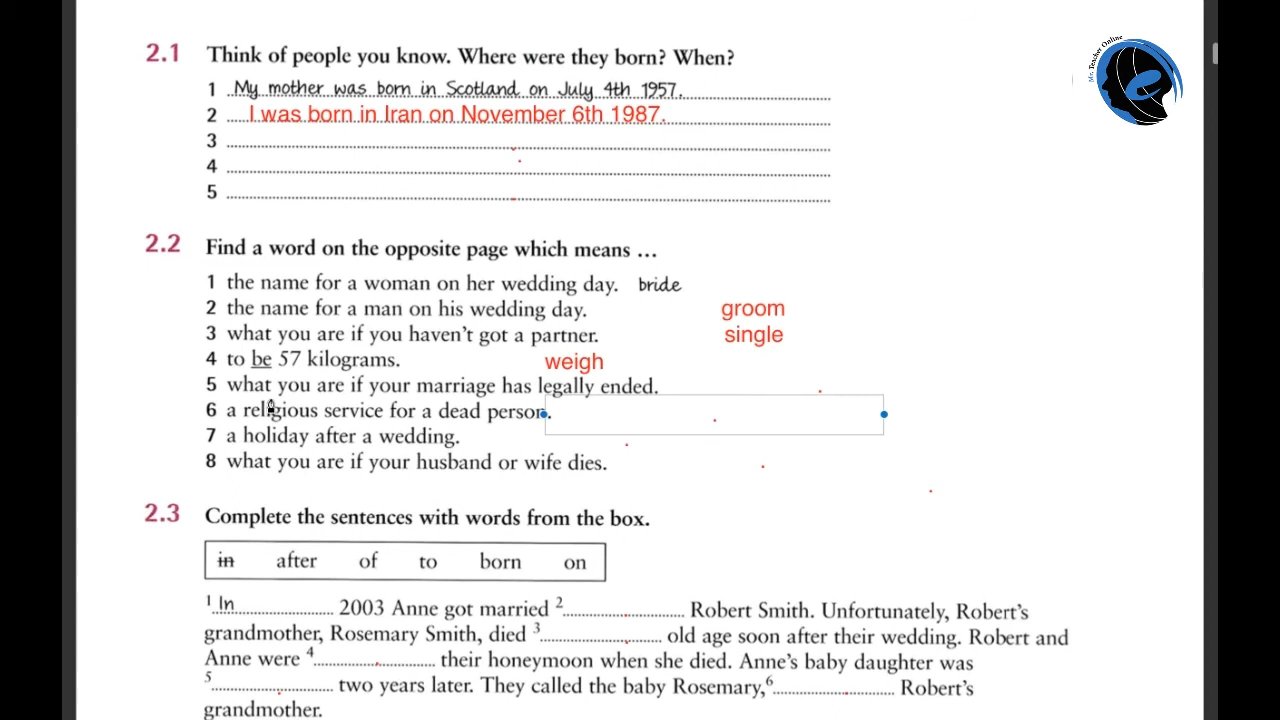 Mr. Teacher Online
2.1 Think of people you know. Where were they born? When?
1 My mother was born in Scotland on July 4th 1957.
2 I was born in Iran on November 6th 1987.
3
4
5
2.2 Find a word on the opposite page which means …
1 the name for a woman on her wedding day. bride
2 the name for a man on his wedding day. groom
3 what you are if you haven't got a partner. single
4 to be 57 kilograms. weigh
5 what you are if your marriage has legally ended.
6 a religious service for a dead person.
7 a holiday after a wedding.
8 what you are if your husband or wife dies.
2.3 Complete the sentences with words from the box.
in after of to born on
1 In 2003 Anne got married 2 Robert Smith. Unfortunately, Robert's
grandmother, Rosemary Smith, died 3 old age soon after their wedding. Robert and
Anne were 4 their honeymoon when she died. Anne's baby daughter was
5 two years later. They called the baby Rosemary, 6 Robert's
grandmother.